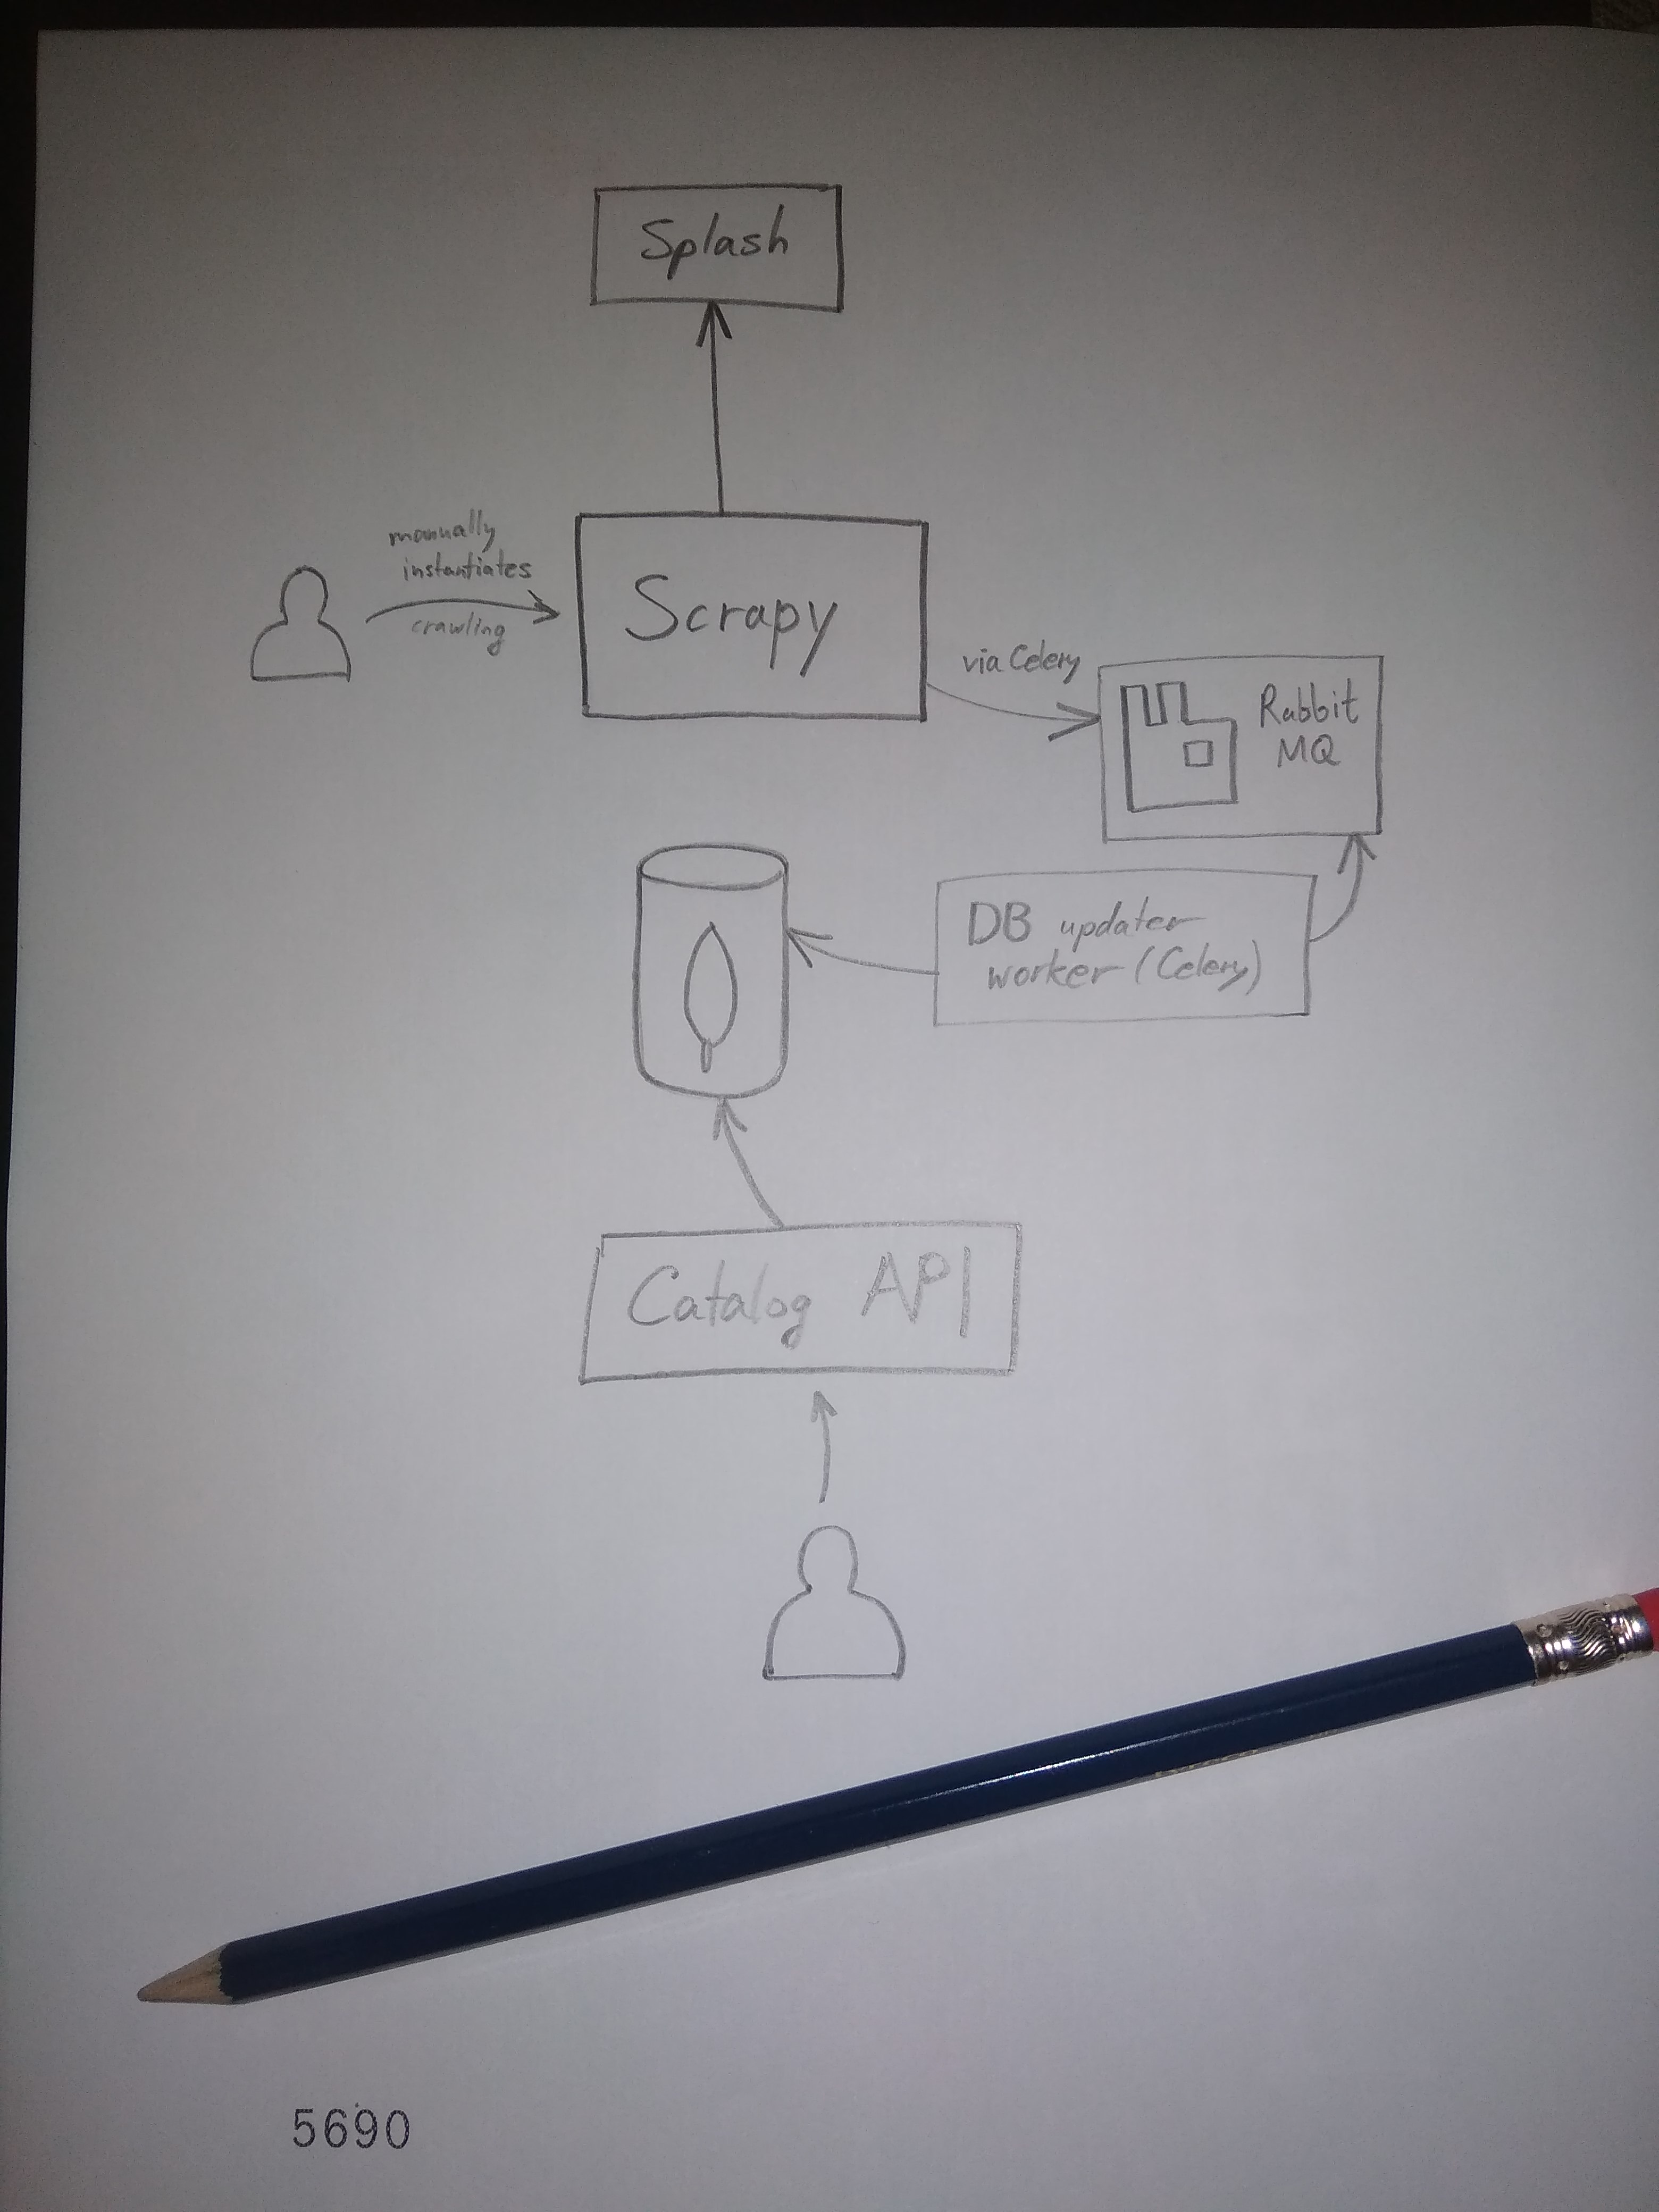 Splash
manually
instantiates
crawling
Scrapy
via Celery
Rabbit
MQ
DB updater
worker (Celery)
Catalog API
5690